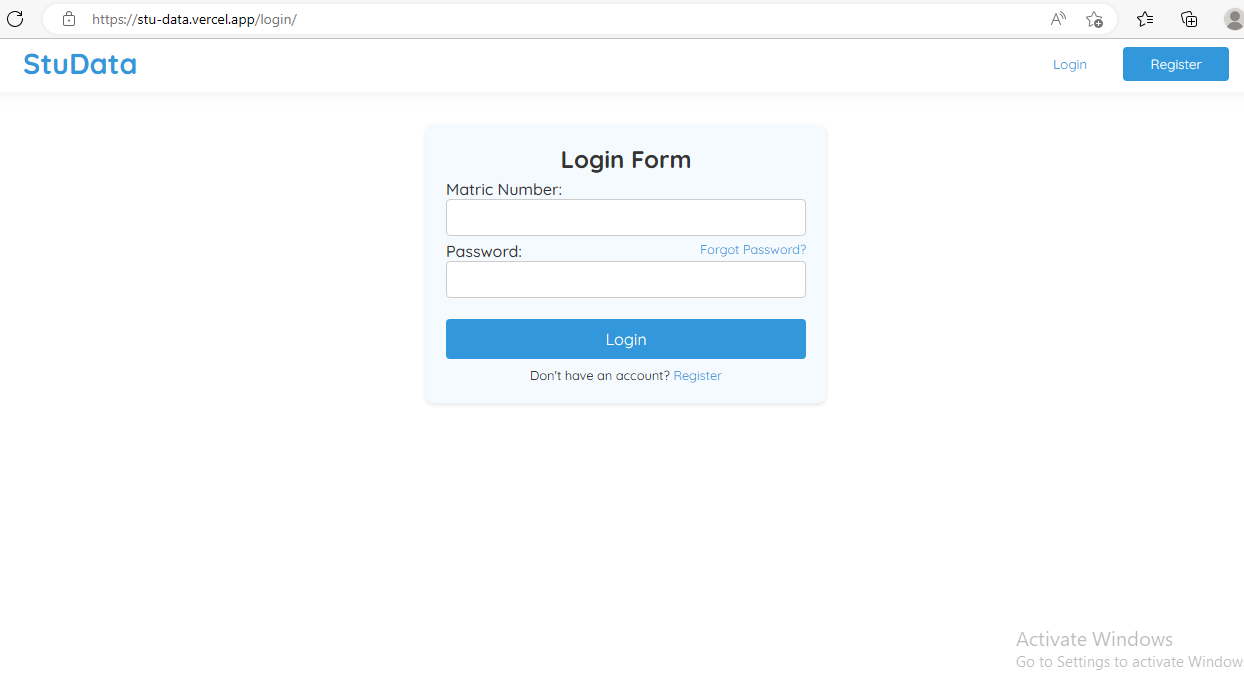 https://stu-data.vercel.app/login/
StuData
Login
Register
Login Form
Matric Number:
Password:
Forgot Password?
Login
Don't have an account? Register
Activate Windows
Go to Settings to activate Window